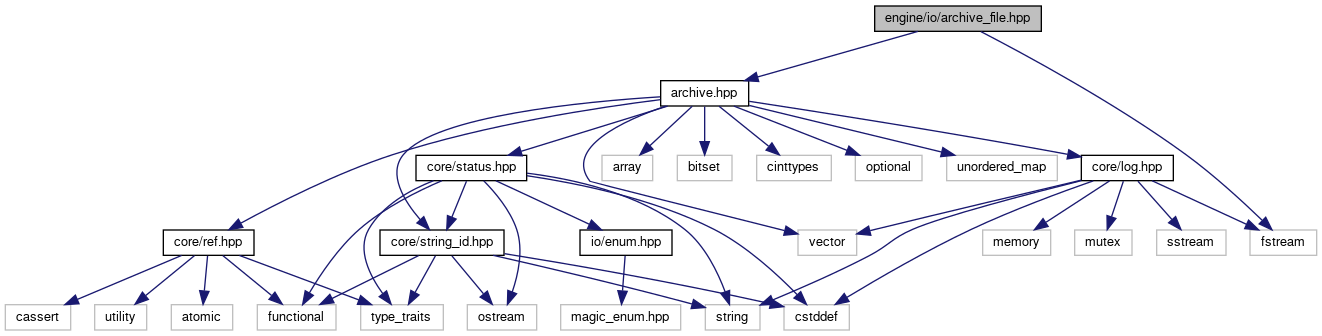 engine/io/archive_file.hpp
archive.hpp
core/status.hpp
array
bitset
cinttypes
optional
unordered_map
core/log.hpp
core/ref.hpp
core/string_id.hpp
io/enum.hpp
vector
memory
mutex
sstream
fstream
cassert
utility
atomic
functional
type_traits
ostream
magic_enum.hpp
string
cstddef